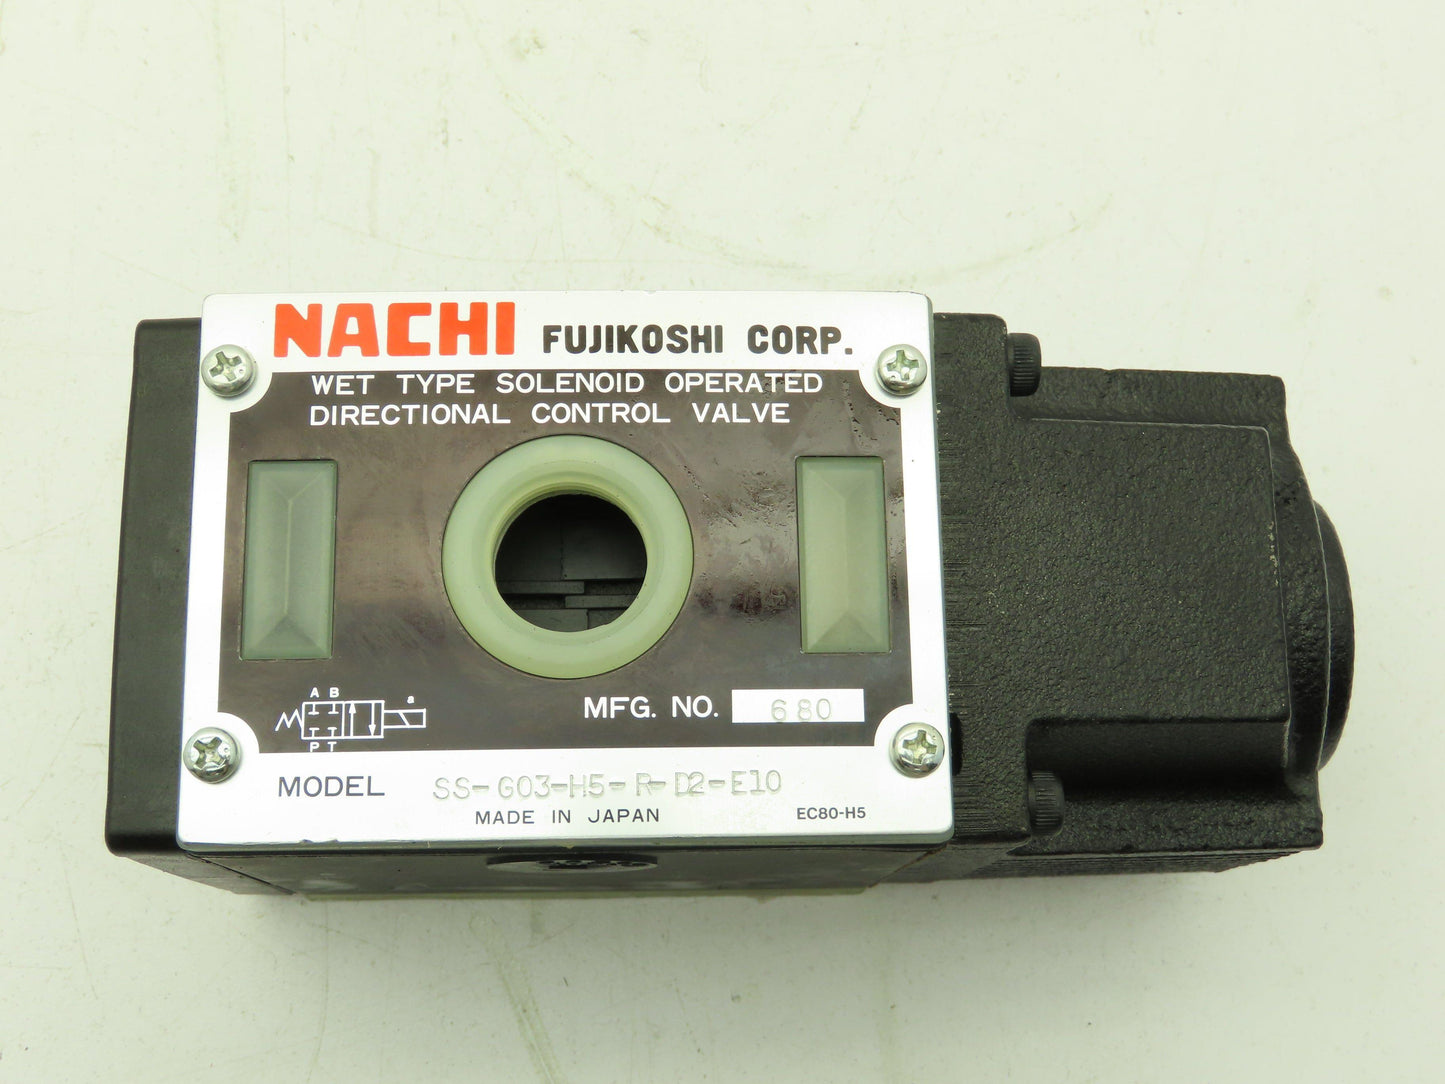 NACHI FUJIKOSHI CORP.
WET TYPE SOLENOID OPERATED
DIRECTIONAL CONTROL VALVE
A B a
P T
MFG. NO. 680
MODEL SS-G03-H5-R-D2-E10
MADE IN JAPAN EC80-H5